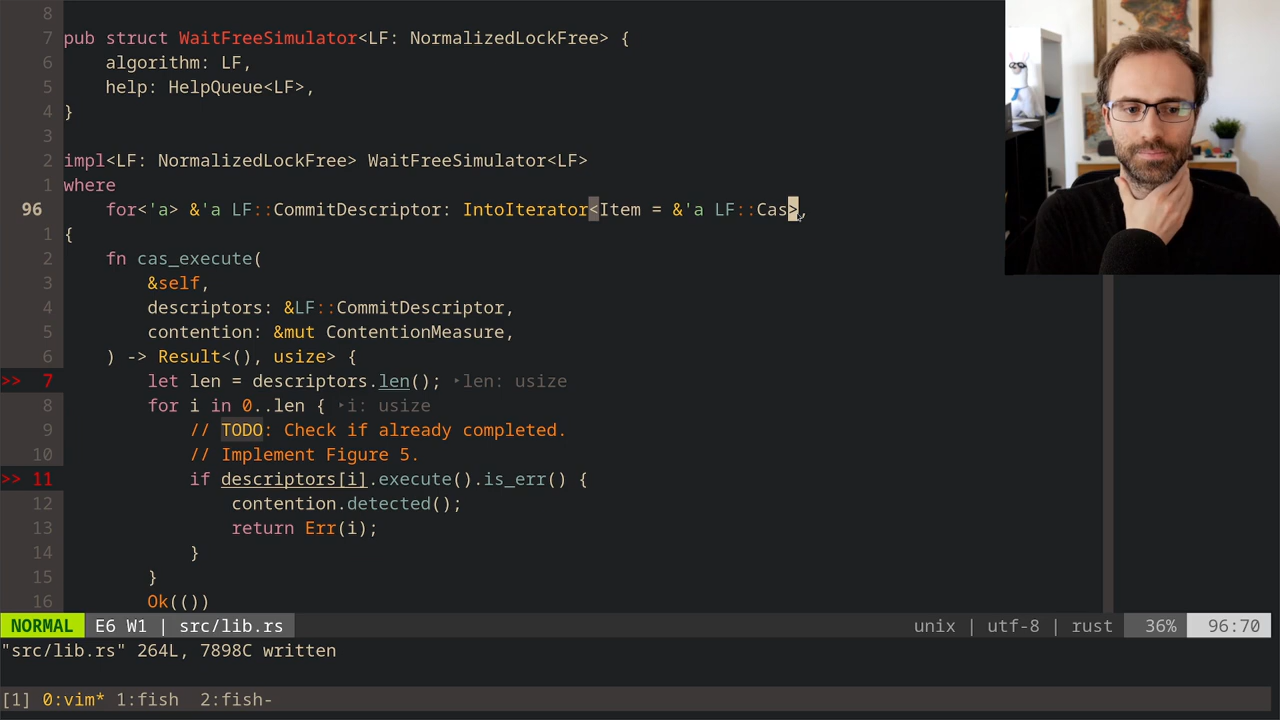 8
7 pub struct WaitFreeSimulator<LF: NormalizedLockFree> {
6     algorithm: LF,
5     help: HelpQueue<LF>,
4 }
3
2 impl<LF: NormalizedLockFree> WaitFreeSimulator<LF>
1 where
96     for<'a> &'a LF::CommitDescriptor: IntoIterator<Item = &'a LF::Cas>,
1 {
2     fn cas_execute(
3         &self,
4         descriptors: &LF::CommitDescriptor,
5         contention: &mut ContentionMeasure,
6     ) -> Result<(), usize> {
>> 7         let len = descriptors.len(); ‣len: usize
8         for i in 0..len { ‣i: usize
9             // TODO: Check if already completed.
10             // Implement Figure 5.
>> 11             if descriptors[i].execute().is_err() {
12                 contention.detected();
13                 return Err(i);
14             }
15         }
16         Ok(())
NORMAL E6 W1 | src/lib.rs unix | utf-8 | rust 36% 96:70
"src/lib.rs" 264L, 7898C written
[1] 0:vim* 1:fish 2:fish-